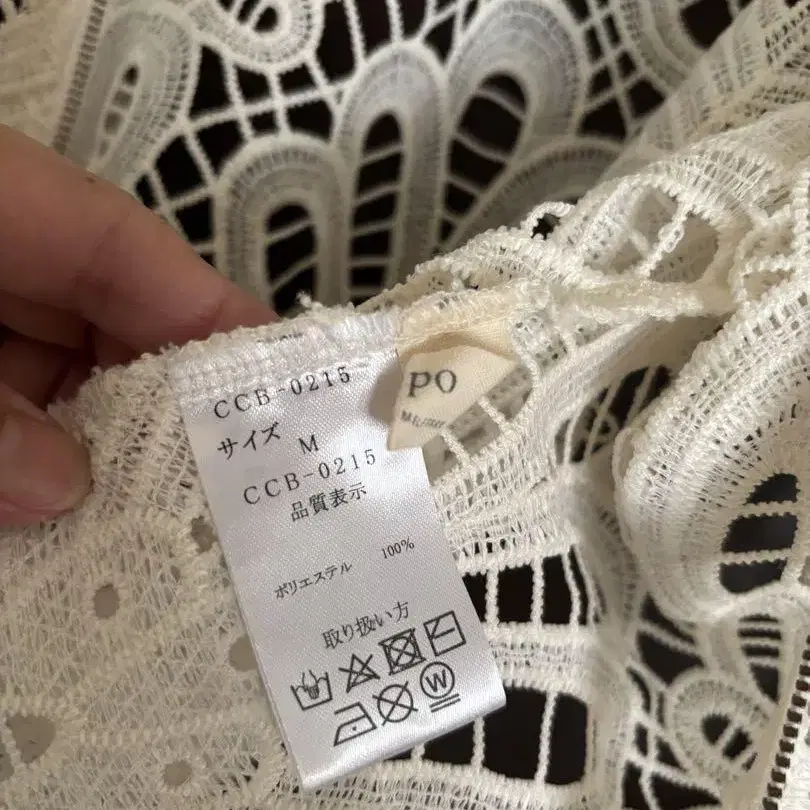 CCB-0215
サイズ M
CCB-0215
品質表示
ポリエステル 100%
取り扱い方
W
PO